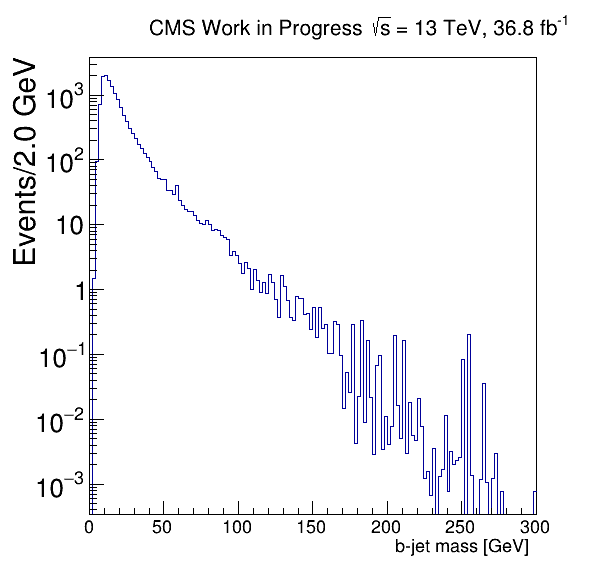 CMS Work in Progress √s = 13 TeV, 36.8 fb⁻¹
Events/2.0 GeV
10³
10²
10
1
10⁻¹
10⁻²
10⁻³
0 50 100 150 200 250 300
b-jet mass [GeV]